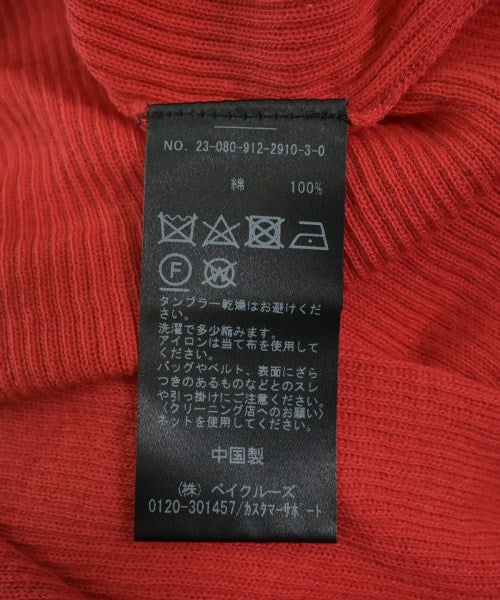 NO. 23-080-912-2910-3-0
綿 100%
F W
タンブラー乾燥はお避けくだ
さい。
洗濯で多少縮みます。
アイロンは当て布を使用して
ください。
バッグやベルト、表面にざら
つきのあるものなどとのスレ
や引っ掛けにご注意ください。
〈クリーニング店へのお願い〉
ネットを使用してください。
中国製
(株) ベイクルーズ
0120-301457/カスタマーサポート